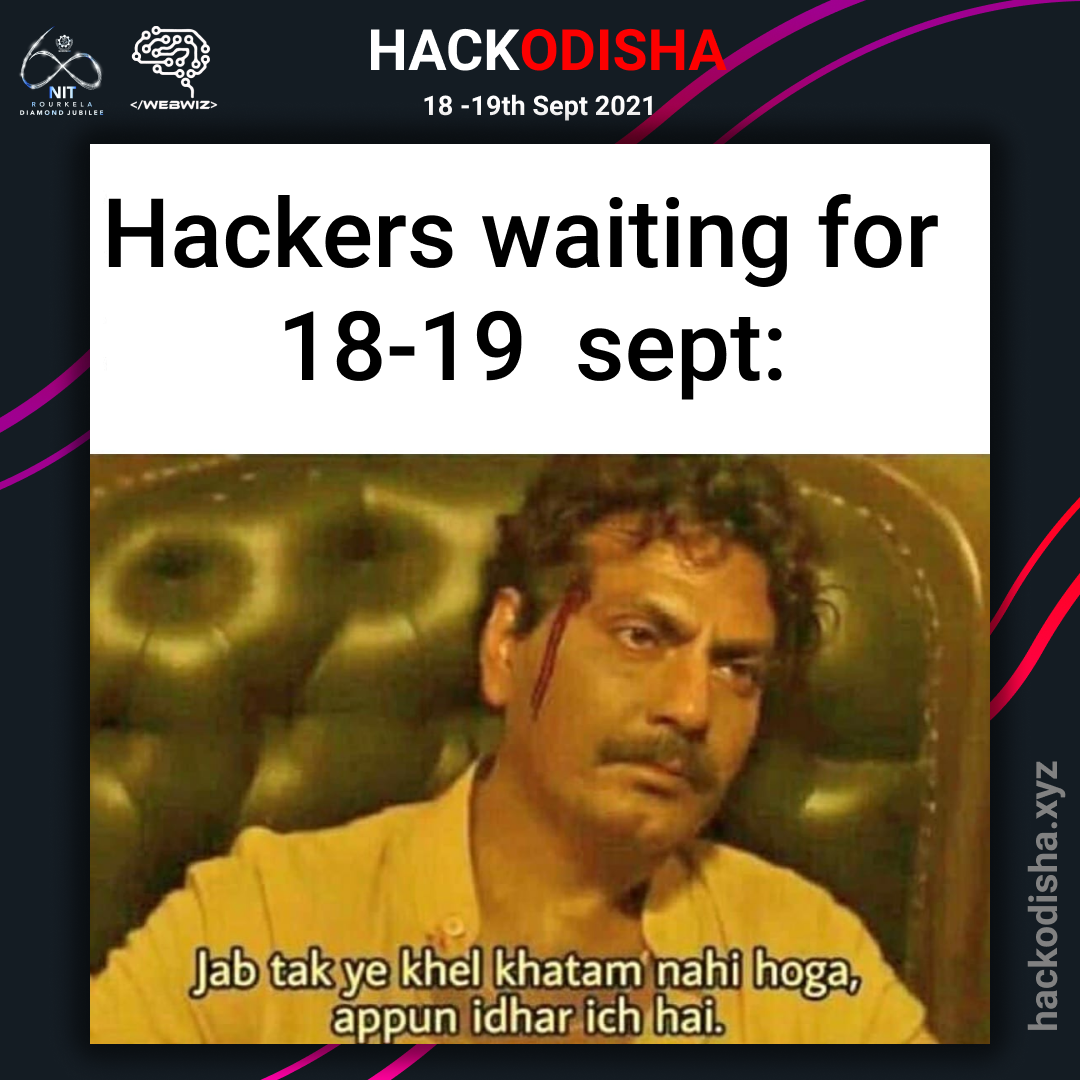 NIT
ROURKELA
DIAMOND JUBILEE
</WEBWIZ>
HACKODISHA
18 -19th Sept 2021
Hackers waiting for
18-19 sept:
Jab tak ye khel khatam nahi hoga,
appun idhar ich hai.
hackodisha.xyz